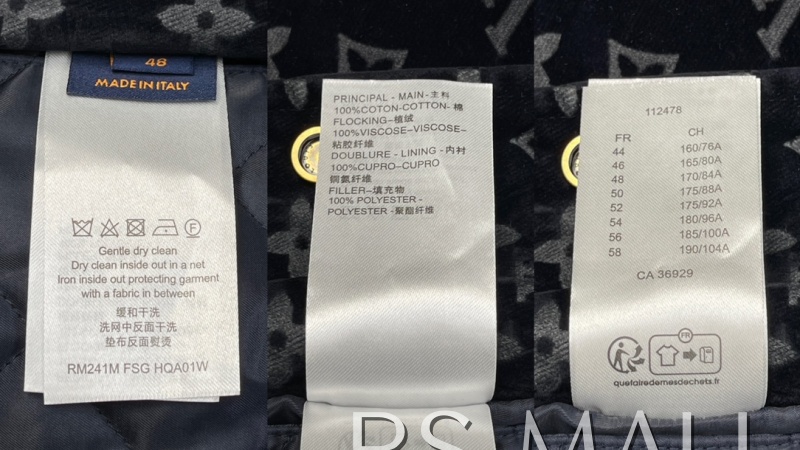 48
MADE IN ITALY
Gentle dry clean
Dry clean inside out in a net
Iron inside out protecting garment
with a fabric in between
缓和干洗
洗网中反面干洗
垫布反面熨烫
RM241M FSG HQA01W
PRINCIPAL - MAIN-主料
100%COTON-COTTON- 棉
FLOCKING-植绒
100%VISCOSE-VISCOSE-
粘胶纤维
DOUBLURE - LINING -内衬
100%CUPRO-CUPRO
铜氨纤维
FILLER-填充物
100% POLYESTER -
POLYESTER -聚酯纤维
112478
FR CH
44 160/76A
46 165/80A
48 170/84A
50 175/88A
52 175/92A
54 180/96A
56 185/100A
58 190/104A
CA 36929
FR
quefairedemesdechets.fr
RS MALL